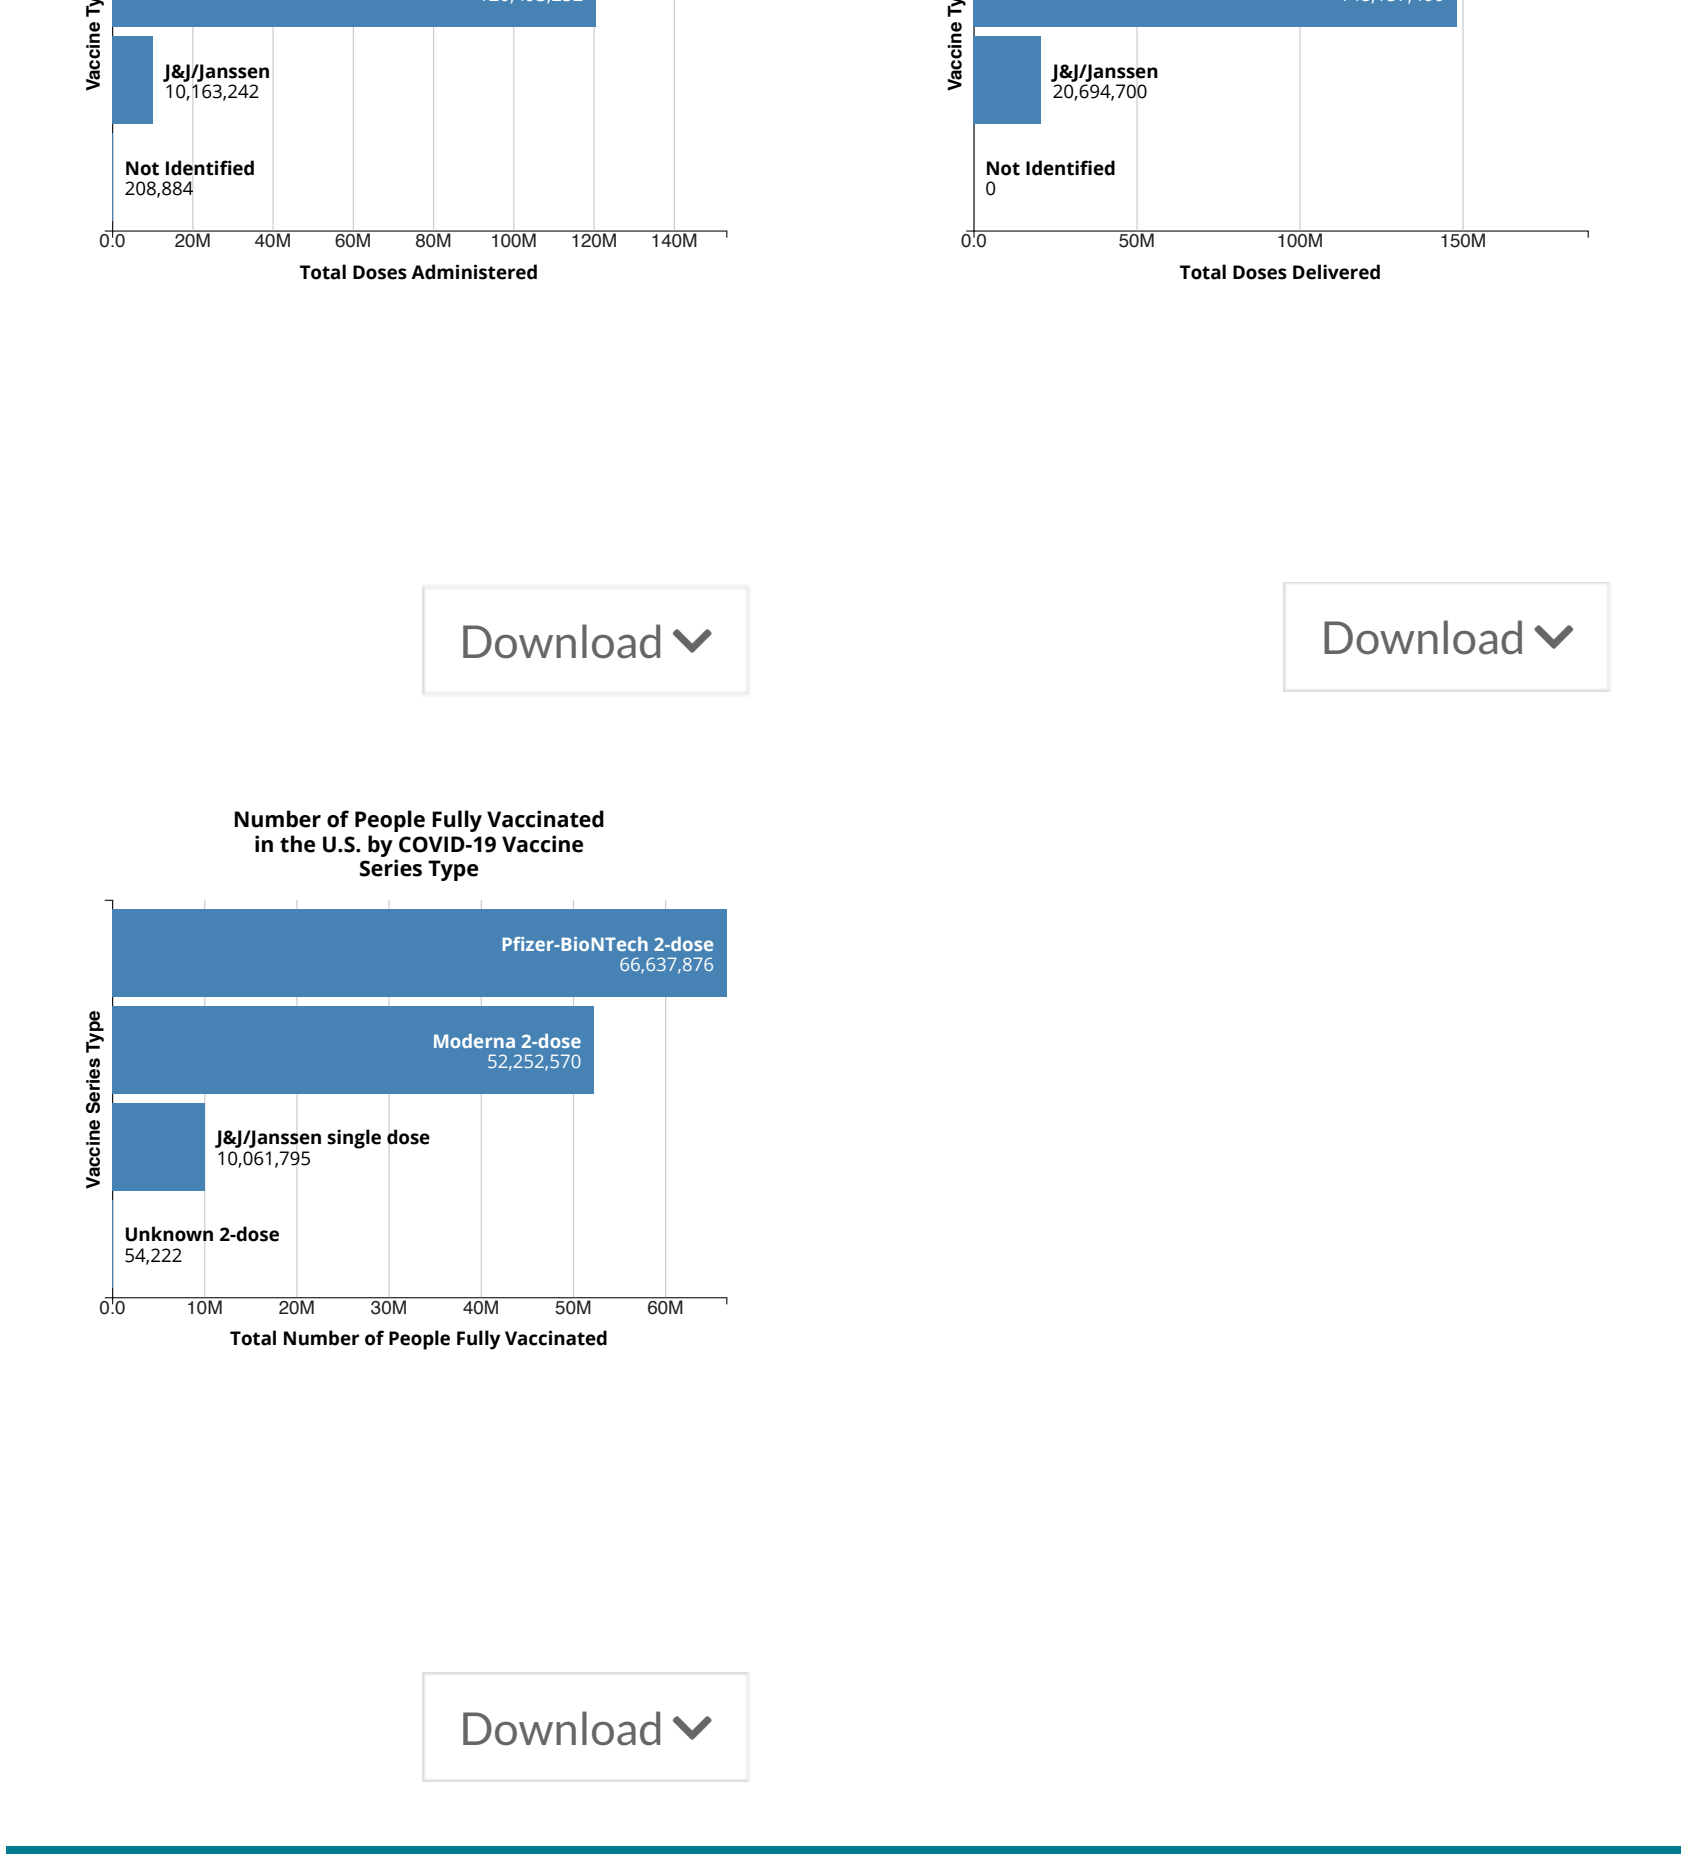 Vaccine Ty
J&J/Janssen
10,163,242
Not Identified
208,884
0.0 20M 40M 60M 80M 100M 120M 140M
Total Doses Administered
Vaccine Ty
J&J/Janssen
20,694,700
Not Identified
0
0.0 50M 100M 150M
Total Doses Delivered
Download
Download
Number of People Fully Vaccinated
in the U.S. by COVID-19 Vaccine
Series Type
Vaccine Series Type
Pfizer-BioNTech 2-dose
66,637,876
Moderna 2-dose
52,252,570
J&J/Janssen single dose
10,061,795
Unknown 2-dose
54,222
0.0 10M 20M 30M 40M 50M 60M
Total Number of People Fully Vaccinated
Download